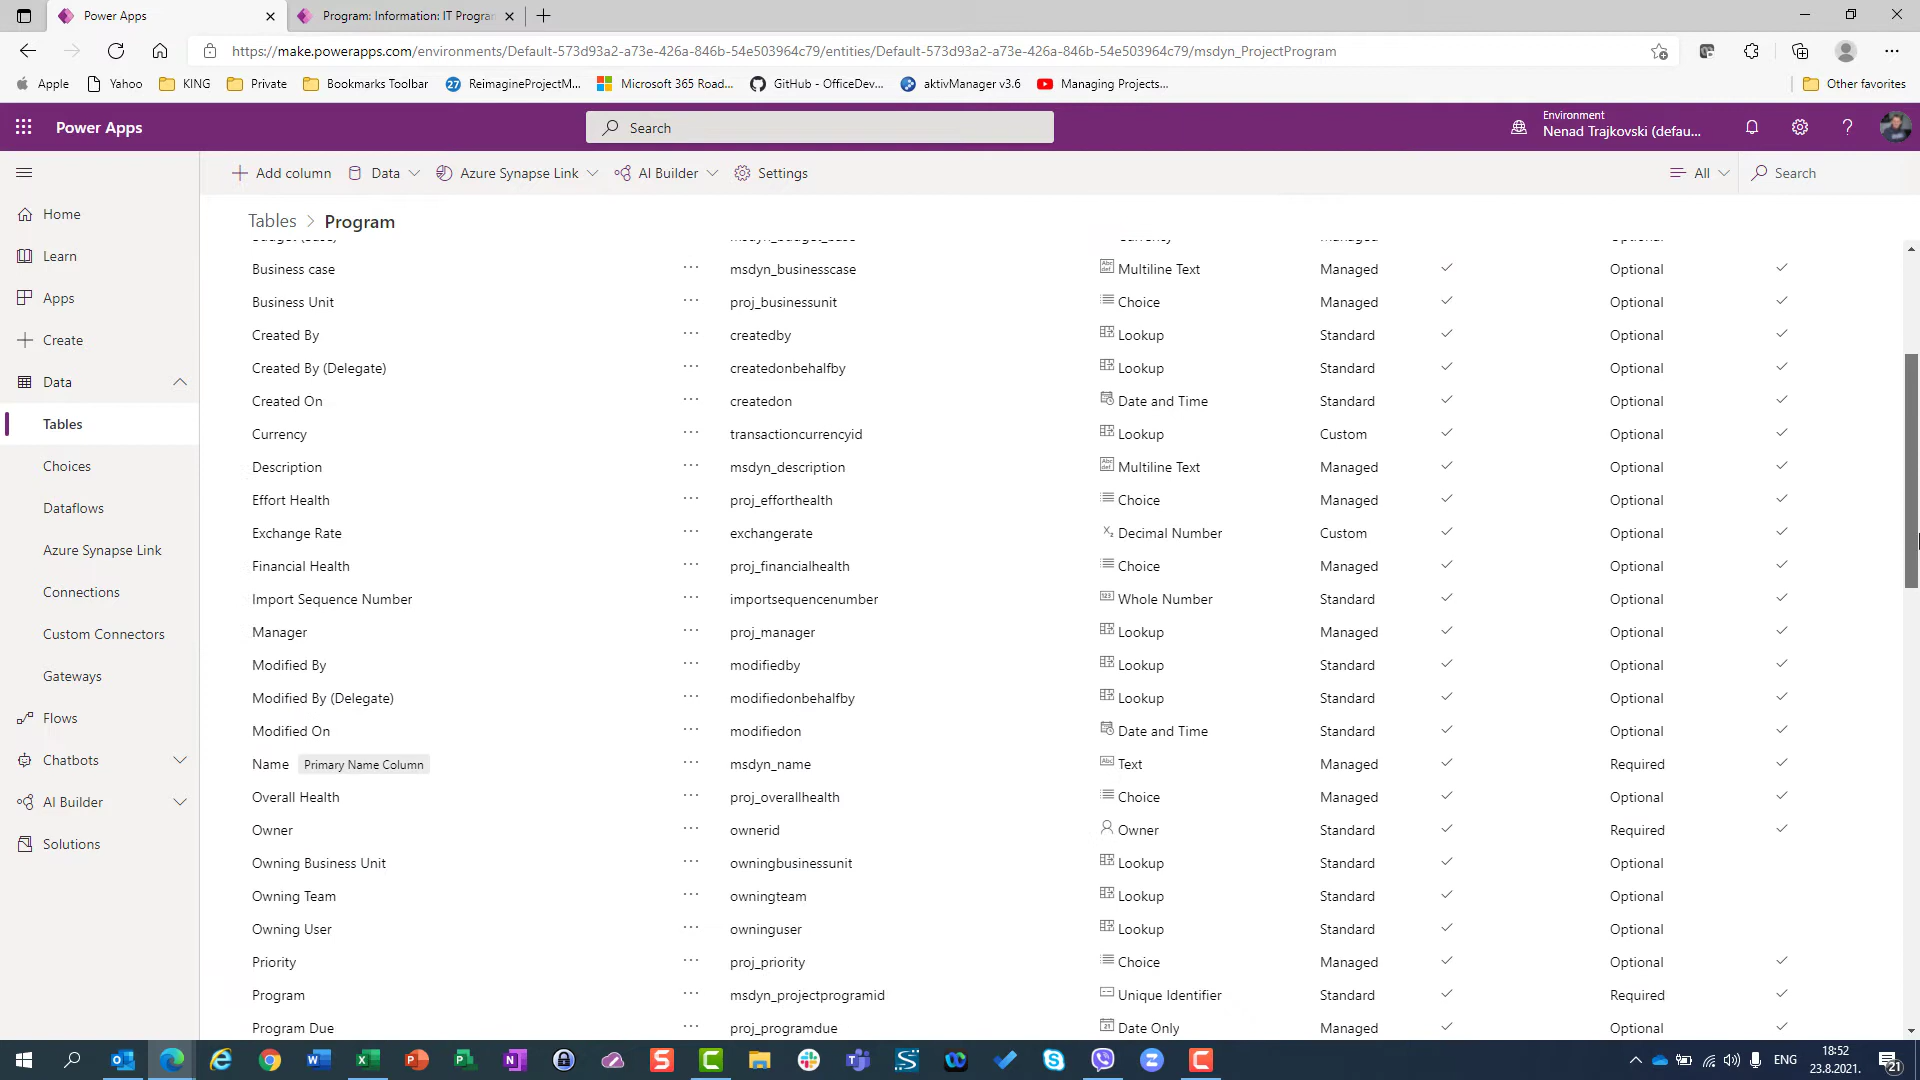 Power Apps
Program: Information: IT Progran
https://make.powerapps.com/environments/Default-573d93a2-a73e-426a-846b-54e503964c79/entities/Default-573d93a2-a73e-426a-846b-54e503964c79/msdyn_ProjectProgram
Apple Yahoo KING Private Bookmarks Toolbar 27 ReimagineProjectM... Microsoft 365 Road... GitHub - OfficeDev... aktivManager v3.6 Managing Projects... Other favorites
Power Apps
Search
Environment
Nenad Trajkovski (defau...
Add column Data Azure Synapse Link AI Builder Settings All Search
Tables > Program
Home
Learn
Apps
Create
Data
Tables
Choices
Dataflows
Azure Synapse Link
Connections
Custom Connectors
Gateways
Flows
Chatbots
AI Builder
Solutions
Business case ... msdyn_businesscase Multiline Text Managed Optional
Business Unit ... proj_businessunit Choice Managed Optional
Created By ... createdby Lookup Standard Optional
Created By (Delegate) ... createdonbehalfby Lookup Standard Optional
Created On ... createdon Date and Time Standard Optional
Currency ... transactioncurrencyid Lookup Custom Optional
Description ... msdyn_description Multiline Text Managed Optional
Effort Health ... proj_efforthealth Choice Managed Optional
Exchange Rate ... exchangerate Decimal Number Custom Optional
Financial Health ... proj_financialhealth Choice Managed Optional
Import Sequence Number ... importsequencenumber Whole Number Standard Optional
Manager ... proj_manager Lookup Managed Optional
Modified By ... modifiedby Lookup Standard Optional
Modified By (Delegate) ... modifiedonbehalfby Lookup Standard Optional
Modified On ... modifiedon Date and Time Standard Optional
Name Primary Name Column ... msdyn_name Text Managed Required
Overall Health ... proj_overallhealth Choice Managed Optional
Owner ... ownerid Owner Standard Required
Owning Business Unit ... owningbusinessunit Lookup Standard Optional
Owning Team ... owningteam Lookup Standard Optional
Owning User ... owninguser Lookup Standard Optional
Priority ... proj_priority Choice Managed Optional
Program ... msdyn_projectprogramid Unique Identifier Standard Required
Program Due ... proj_programdue Date Only Managed Optional
ENG
18:52
23.8.2021.
21